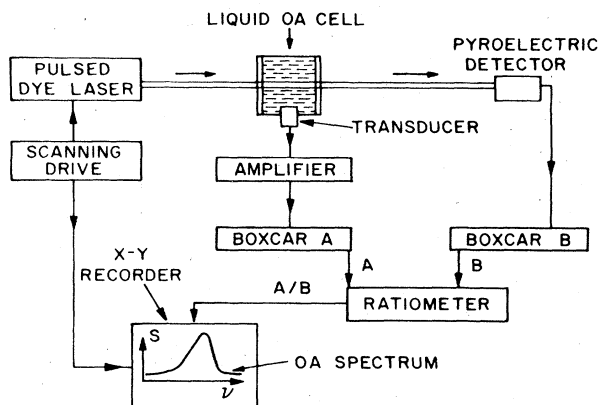 LIQUID OA CELL
PULSED
DYE LASER
PYROELECTRIC
DETECTOR
TRANSDUCER
SCANNING
DRIVE
AMPLIFIER
BOXCAR A
BOXCAR B
X-Y
RECORDER
A
B
A/B
RATIOMETER
S
OA SPECTRUM
ν